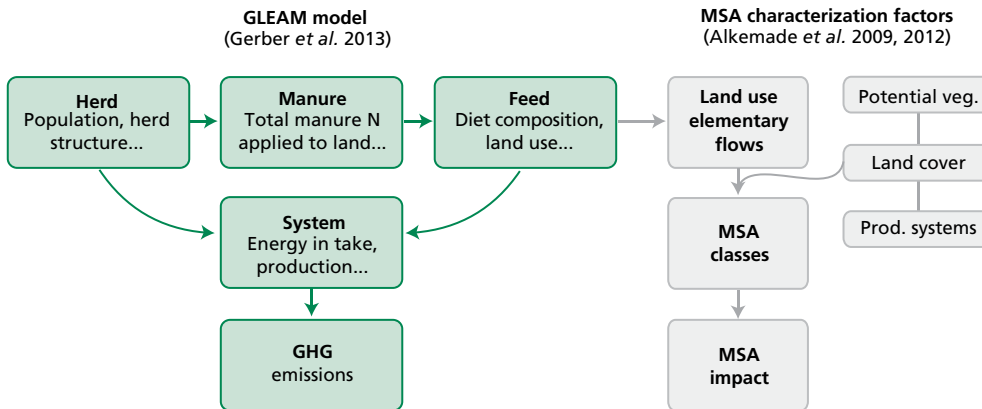 GLEAM model
(Gerber et al. 2013)
MSA characterization factors
(Alkemade et al. 2009, 2012)
Herd
Population, herd
structure...
Manure
Total manure N
applied to land...
Feed
Diet composition,
land use...
Land use
elementary
flows
Potential veg.
Land cover
Prod. systems
System
Energy in take,
production...
MSA
classes
GHG
emissions
MSA
impact